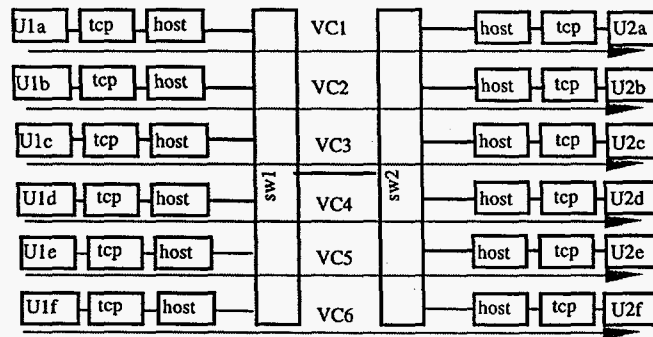 U1a tcp host VC1 host tcp U2a
U1b tcp host VC2 host tcp U2b
U1c tcp host VC3 host tcp U2c
sw1 sw2
U1d tcp host VC4 host tcp U2d
U1e tcp host VC5 host tcp U2e
U1f tcp host VC6 host tcp U2f